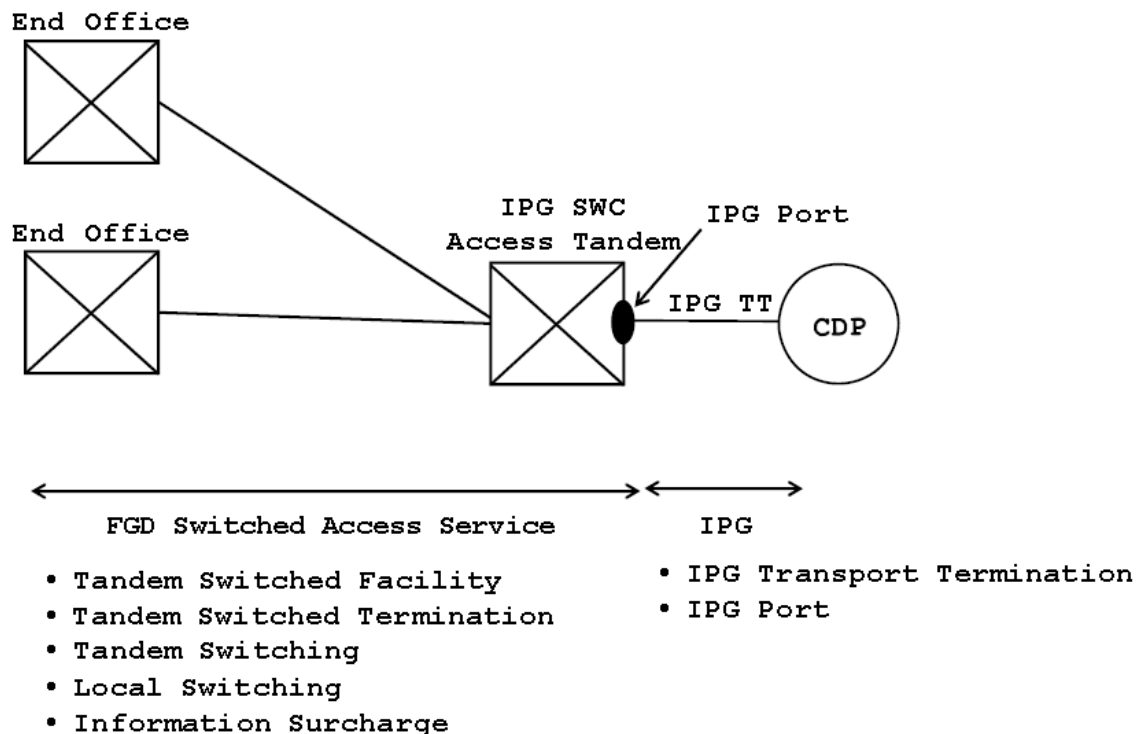 End Office
End Office
IPG SWC
Access Tandem
IPG Port
IPG TT
CDP
FGD Switched Access Service
IPG
• Tandem Switched Facility
• Tandem Switched Termination
• Tandem Switching
• Local Switching
• Information Surcharge
• IPG Transport Termination
• IPG Port